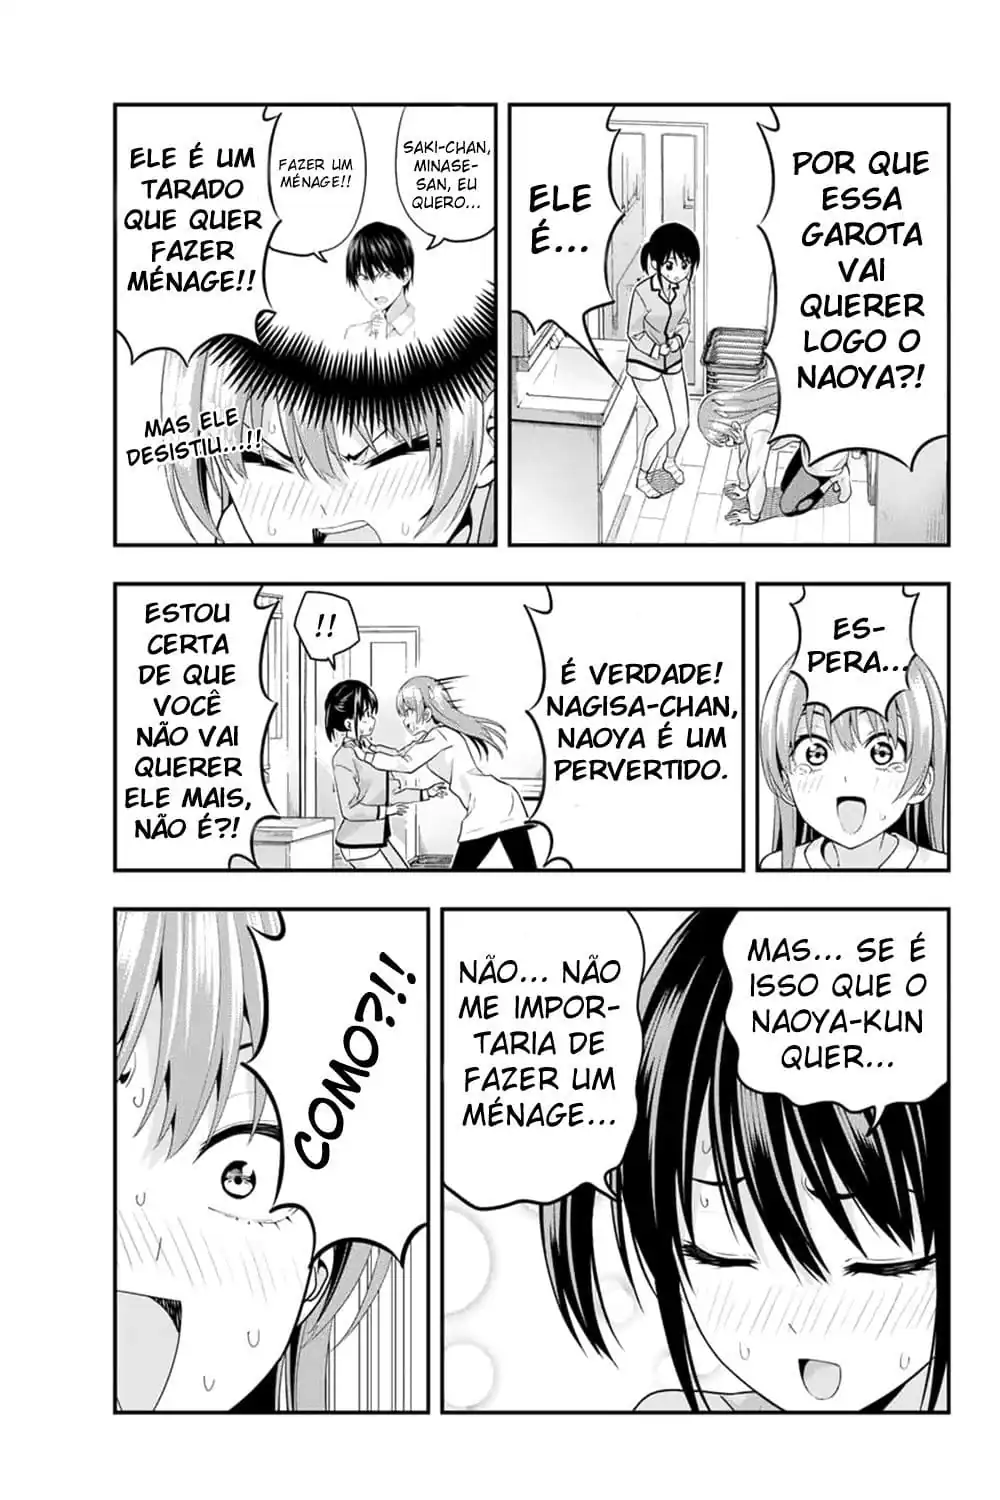 POR QUE
ESSA
GAROTA
VAI
QUERER
LOGO O
NAOYA?!
ELE
É...
SAKI-CHAN,
MINASE-
SAN, EU
QUERO...
FAZER UM
MÉNAGE!!
ELE É UM
TARADO
QUE QUER
FAZER
MÉNAGE!!
MAS ELE
DESISTIU...!!
ES-
PERA...
É VERDADE!
NAGISA-CHAN,
NAOYA É UM
PERVERTIDO.
!!
ESTOU
CERTA
DE QUE
VOCÊ
NÃO VAI
QUERER
ELE MAIS,
NÃO É?!
MAS... SE É
ISSO QUE O
NAOYA-KUN
QUER...
NÃO... NÃO
ME IMPOR-
TARIA DE
FAZER UM
MÉNAGE...
COMO?!!